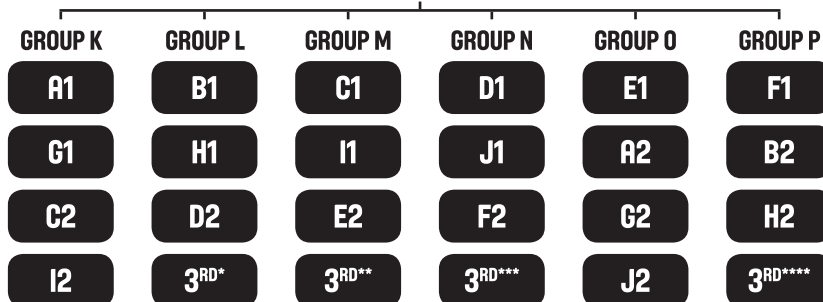 GROUP K GROUP L GROUP M GROUP N GROUP O GROUP P
A1 B1 C1 D1 E1 F1
G1 H1 I1 J1 A2 B2
C2 D2 E2 F2 G2 H2
I2 3RD* 3RD** 3RD*** J2 3RD****